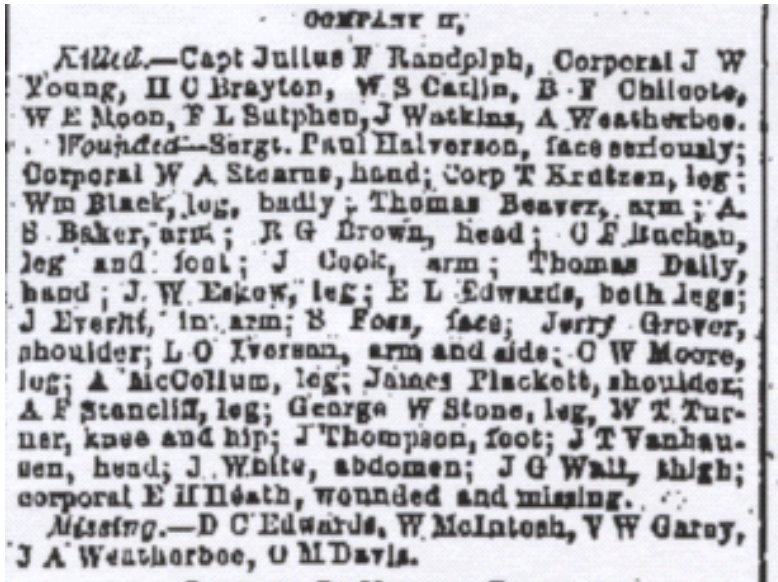 COMPANY H,
Killed.—Capt Julius F Randolph, Corporal J W
Young, H C Brayton, W S Catlin, B F Chilcote,
W E Moon, F L Sutphen, J Watkins, A Weatherbee.
Wounded—Sergt. Paul Halverson, face seriously;
Corporal W A Stearns, hand; Corp T Kratzen, leg;
Wm Black, leg, badly; Thomas Beaver, arm; A.
S Baker, arm; R G Brown, head; C F Buchan,
leg and foot; J Cook, arm; Thomas Daily,
hand; J. W. Eskew, leg; E L Edwards, both legs;
J in arm; S Foss, face; Jerry Grover,
shoulder; L O Iverson, arm and side; C W Moore,
leg; A McCollum, leg; James Plackett, shoulder;
A F Stancliff, leg; George W Stone, leg, W T Tur-
ner, knee and hip; J Thompson, foot; J T Vanhau-
sen, head; J. White, abdomen; J G Wall, thigh;
corporal E H Heath, wounded and missing.
Missing.—D C Edwards, W McIntosh, V W
J A Weatherbee, O M Davis.